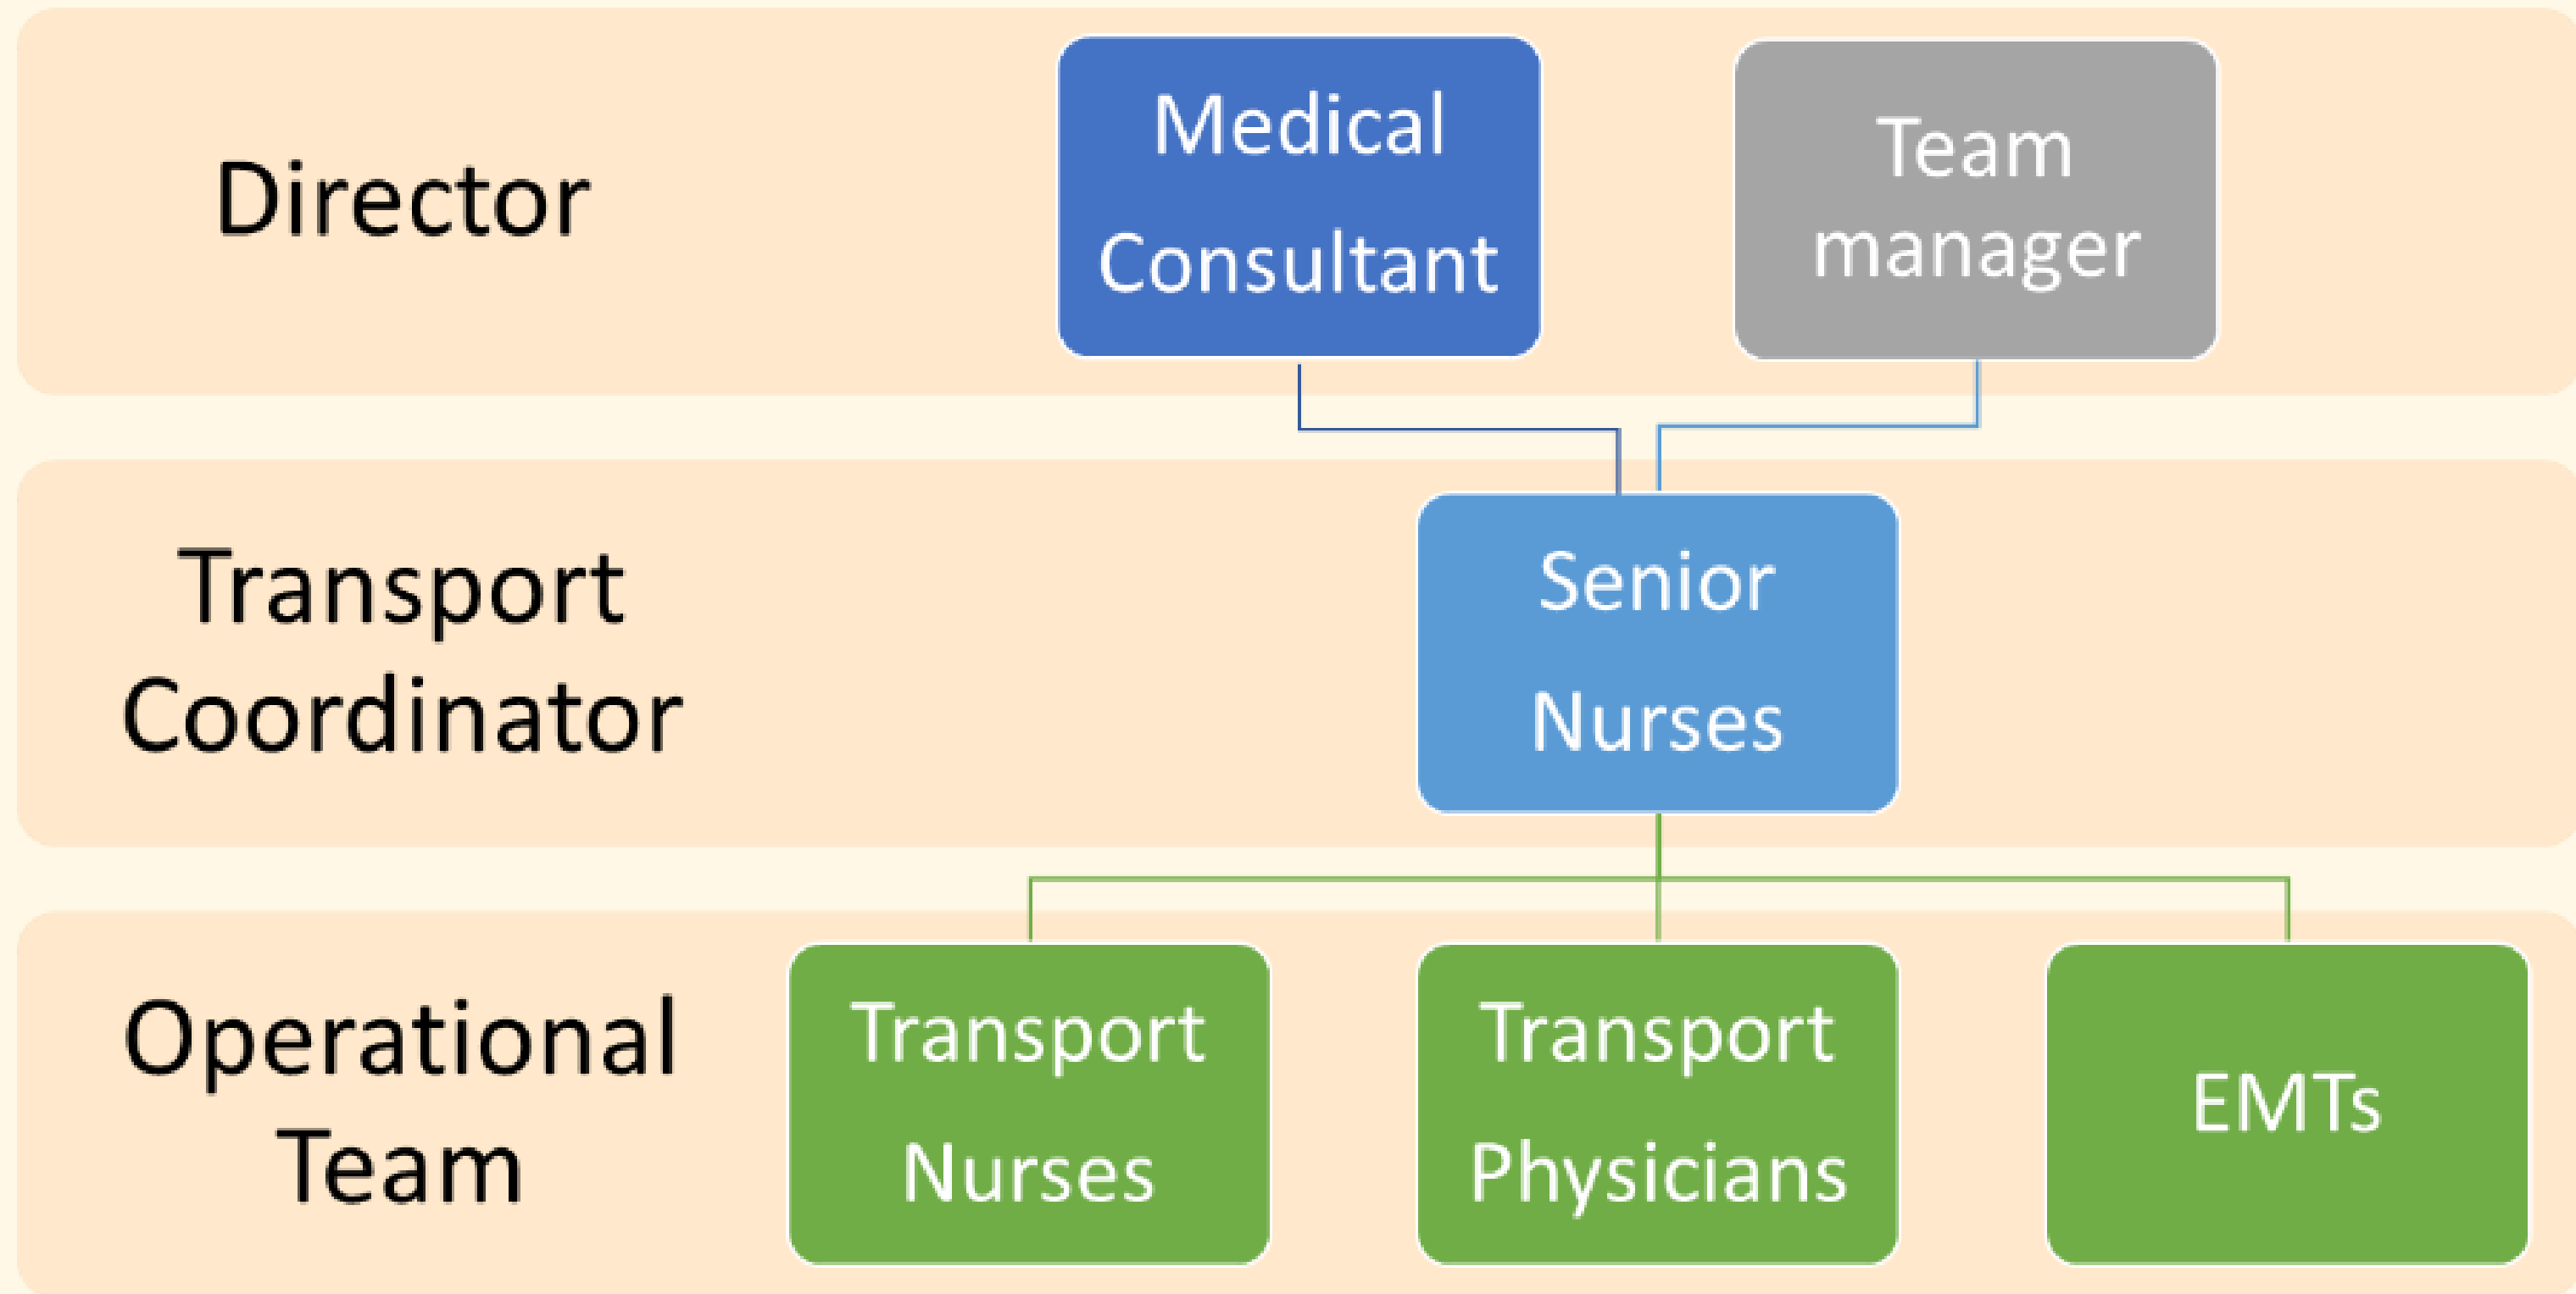 Director
Medical
Consultant
Team
manager
Transport
Coordinator
Senior
Nurses
Operational
Team
Transport
Nurses
Transport
Physicians
EMTs